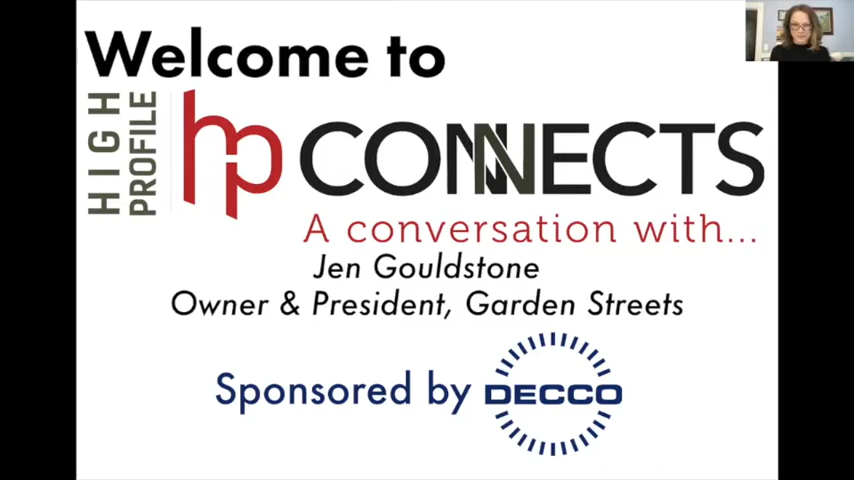 Welcome to
HIGH
PROFILE
hp CONNECTS
A conversation with...
Jen Gouldstone
Owner & President, Garden Streets
Sponsored by DECCO